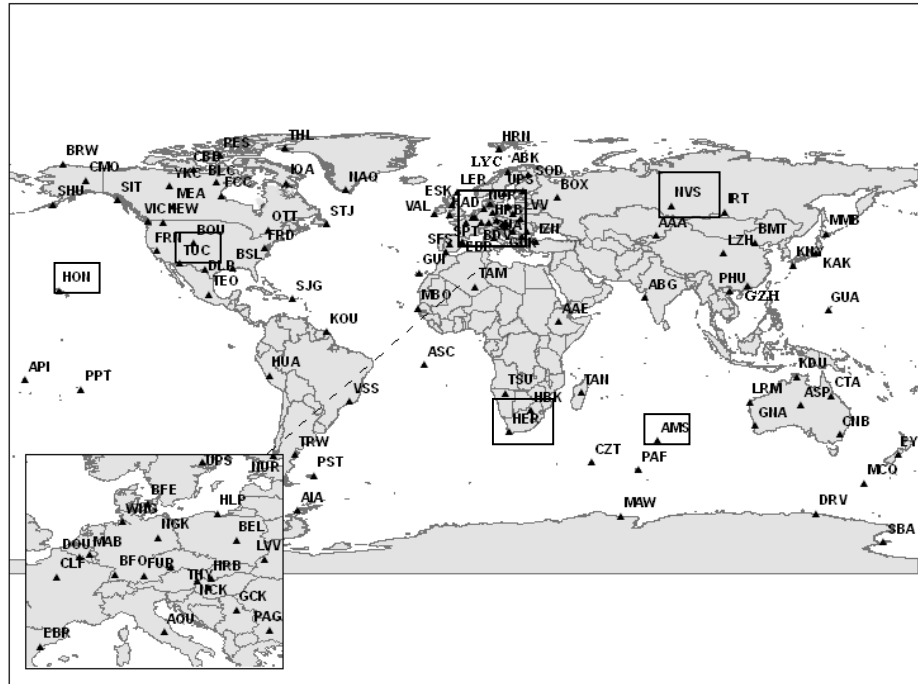 HRN
THL
RES
BRW
CBB
LYC
ABK
CMO
YKC
BLC
IQA
NAQ
LER
SOD
UPS
BOX
NVS
SHU
SIT
MEA
FCC
ESK
HAD
VAL
IRT
VIC
NEW
OTT
STJ
AAA
MMB
BOU
FRN
FRD
SPT
EBR
IZN
LZH
BMT
KNY
KAK
TUC
BSL
SFS
HON
DLR
TEO
GUI
TAM
PHU
GZH
SJG
MBO
ABG
GUA
KOU
AAE
API
PPT
HUA
ASC
VSS
TSU
HBK
TAN
KDU
LRM
ASP
CTA
HER
AMS
GNA
CNB
TRW
EY
CZT
PAF
MCQ
PST
AIA
MAW
DRV
SBA
UPS
BFE
HLP
WNG
NGK
BEL
DOU
MAB
LVV
CLF
BFO
FUR
THY
HRB
NCK
GCK
PAG
AQU
EBR